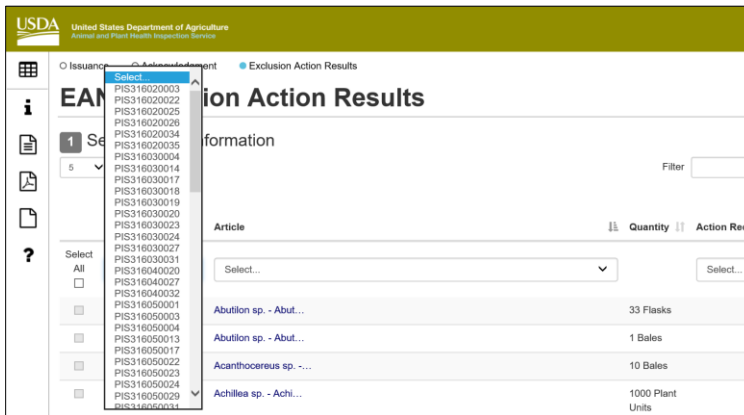 USDA
United States Department of Agriculture
Animal and Plant Health Inspection Service
Issuance
Acknowledgment
Exclusion Action Results
EAN
ion Action Results
1 Se
formation
5
Filter
Article
Quantity
Action Re
Select All
Select...
Select...
Select...
PIS316020003
PIS316020022
PIS316020025
PIS316020026
PIS316020034
PIS316020035
PIS316030004
PIS316030014
PIS316030017
PIS316030018
PIS316030019
PIS316030020
PIS316030023
PIS316030024
PIS316030027
PIS316030031
PIS316040020
PIS316040027
PIS316040032
PIS316050001
PIS316050003
PIS316050004
PIS316050013
PIS316050017
PIS316050022
PIS316050023
PIS316050024
PIS316050029
PIS316050031
Abutilon sp. - Abut...
33 Flasks
Abutilon sp. - Abut...
1 Bales
Acanthocereus sp. -...
10 Bales
Achillea sp. - Achi...
1000 Plant
Units